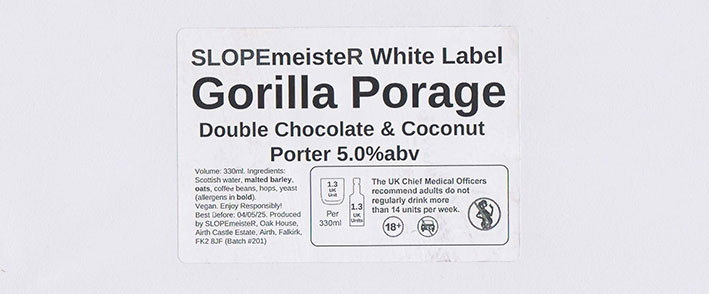 SLOPEmeisteR White Label
Gorilla Porage
Double Chocolate & Coconut
Porter 5.0%abv
Volume: 330ml. Ingredients:
Scottish water, malted barley,
oats, coffee beans, hops, yeast
(allergens in bold).
Vegan. Enjoy Responsibly!
Best Before: 04/05/25. Produced
by SLOPEmeisteR, Oak House,
Airth Castle Estate, Airth, Falkirk,
FK2 8JF (Batch #201)
1.3
UK
Unit
Per
330ml
1.3
UK
Units
The UK Chief Medical Officers
recommend adults do not
regularly drink more
than 14 units per week.
18+